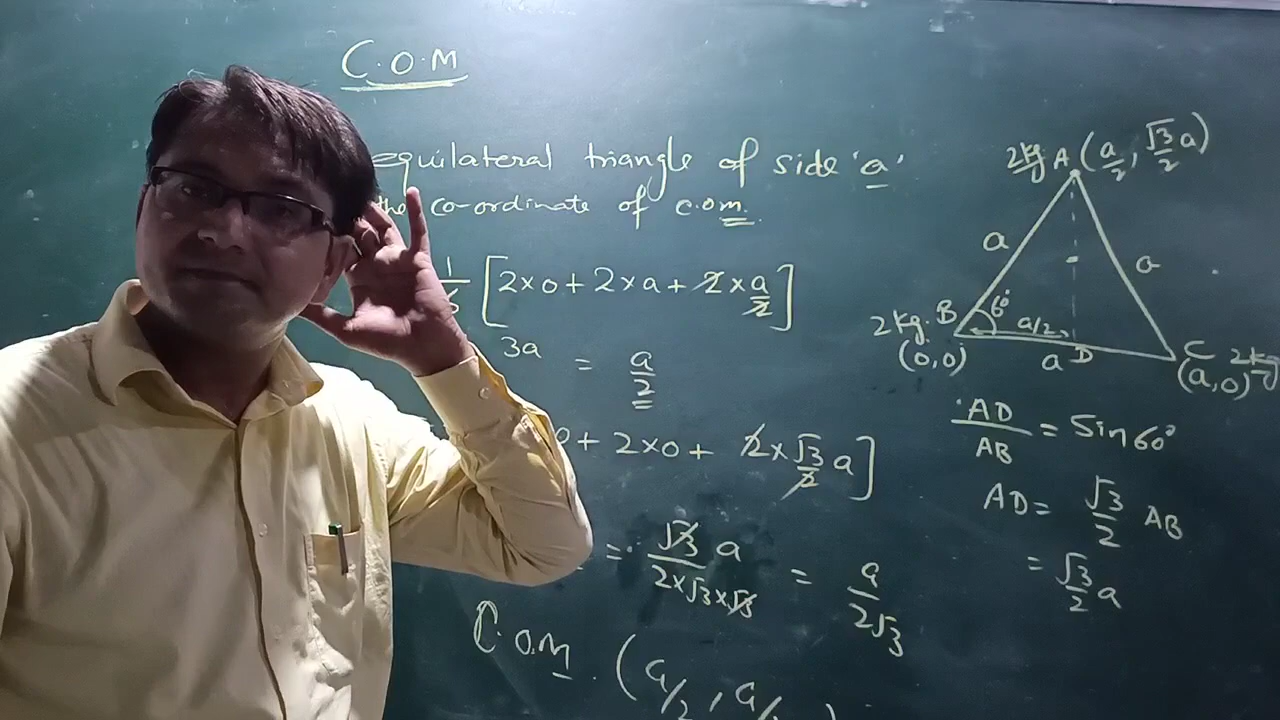 C.O.M
equilateral triangle of side 'a'
the co-ordinate of c.o.m.
[2×0 + 2×a + 2×a/2]
3a = a/2
+ 2×0 + 2×√3/2 a]
= √3 a / 2×√3×√3 = a/2√3
C.O.M. (a/2, a/
2kg A (a/2, √3/2 a)
a
a
2kg. B 60° a/2
(0,0) a D C 2kg
(a,0)
AD/AB = Sin60°
AD = √3/2 AB
= √3/2 a